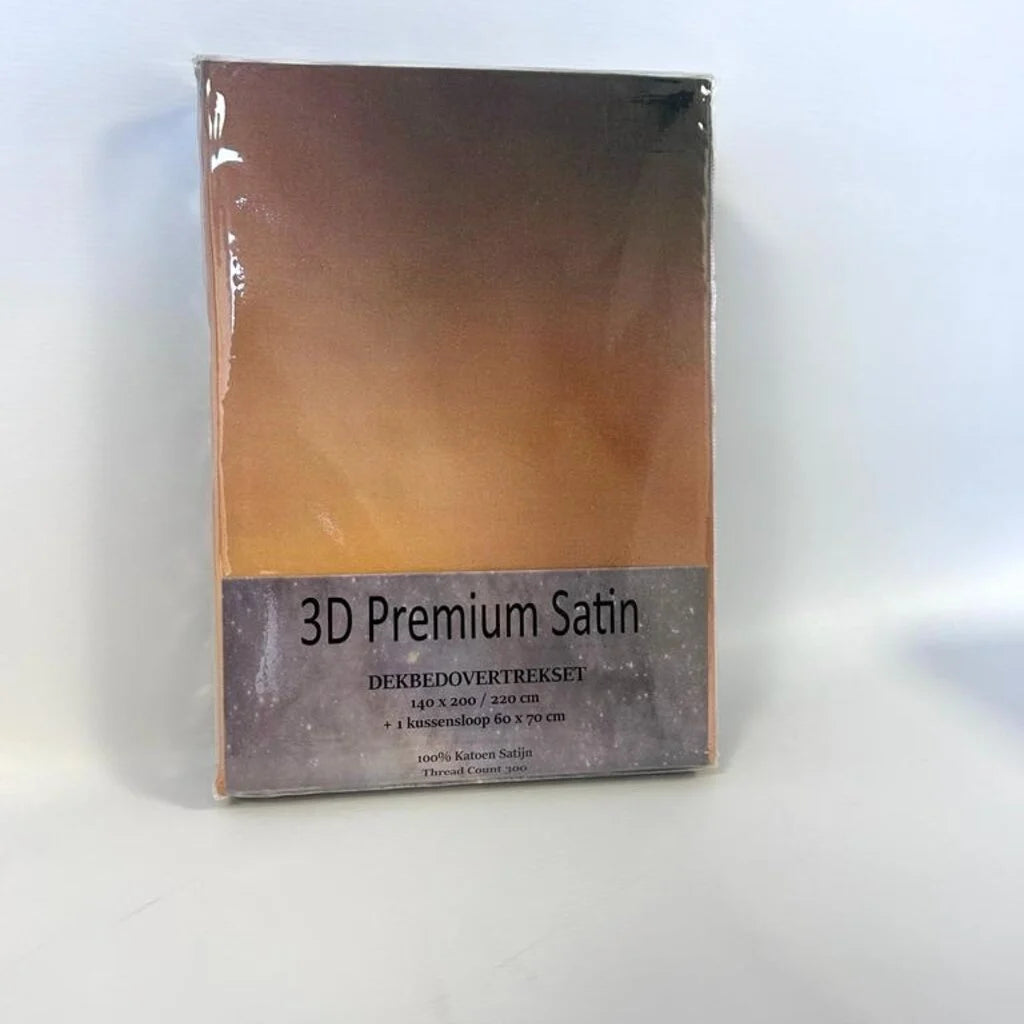 3D Premium Satin
DEKBEDOVERTREKSET
140 x 200 / 220 cm
+ 1 kussensloop 60 x 70 cm
100% Katoen Satijn
Thread Count 300